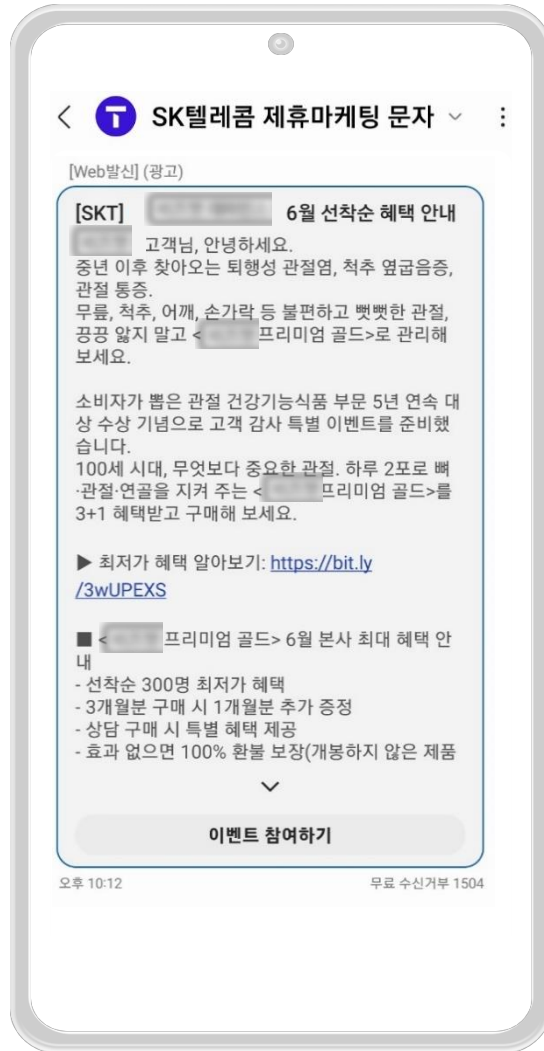 SK텔레콤 제휴마케팅 문자
[Web발신] (광고)
[SKT] 6월 선착순 혜택 안내
고객님, 안녕하세요.
중년 이후 찾아오는 퇴행성 관절염, 척추 옆굽음증,
관절 통증.
무릎, 척추, 어깨, 손가락 등 불편하고 뻣뻣한 관절,
끙끙 앓지 말고 < 프리미엄 골드>로 관리해
보세요.
소비자가 뽑은 관절 건강기능식품 부문 5년 연속 대
상 수상 기념으로 고객 감사 특별 이벤트를 준비했
습니다.
100세 시대, 무엇보다 중요한 관절. 하루 2포로 뼈
·관절·연골을 지켜 주는 < 프리미엄 골드>를
3+1 혜택받고 구매해 보세요.
▶ 최저가 혜택 알아보기: https://bit.ly
/3wUPEXS
■ < 프리미엄 골드> 6월 본사 최대 혜택 안
내
- 선착순 300명 최저가 혜택
- 3개월분 구매 시 1개월분 추가 증정
- 상담 구매 시 특별 혜택 제공
- 효과 없으면 100% 환불 보장(개봉하지 않은 제품
이벤트 참여하기
오후 10:12 무료 수신거부 1504